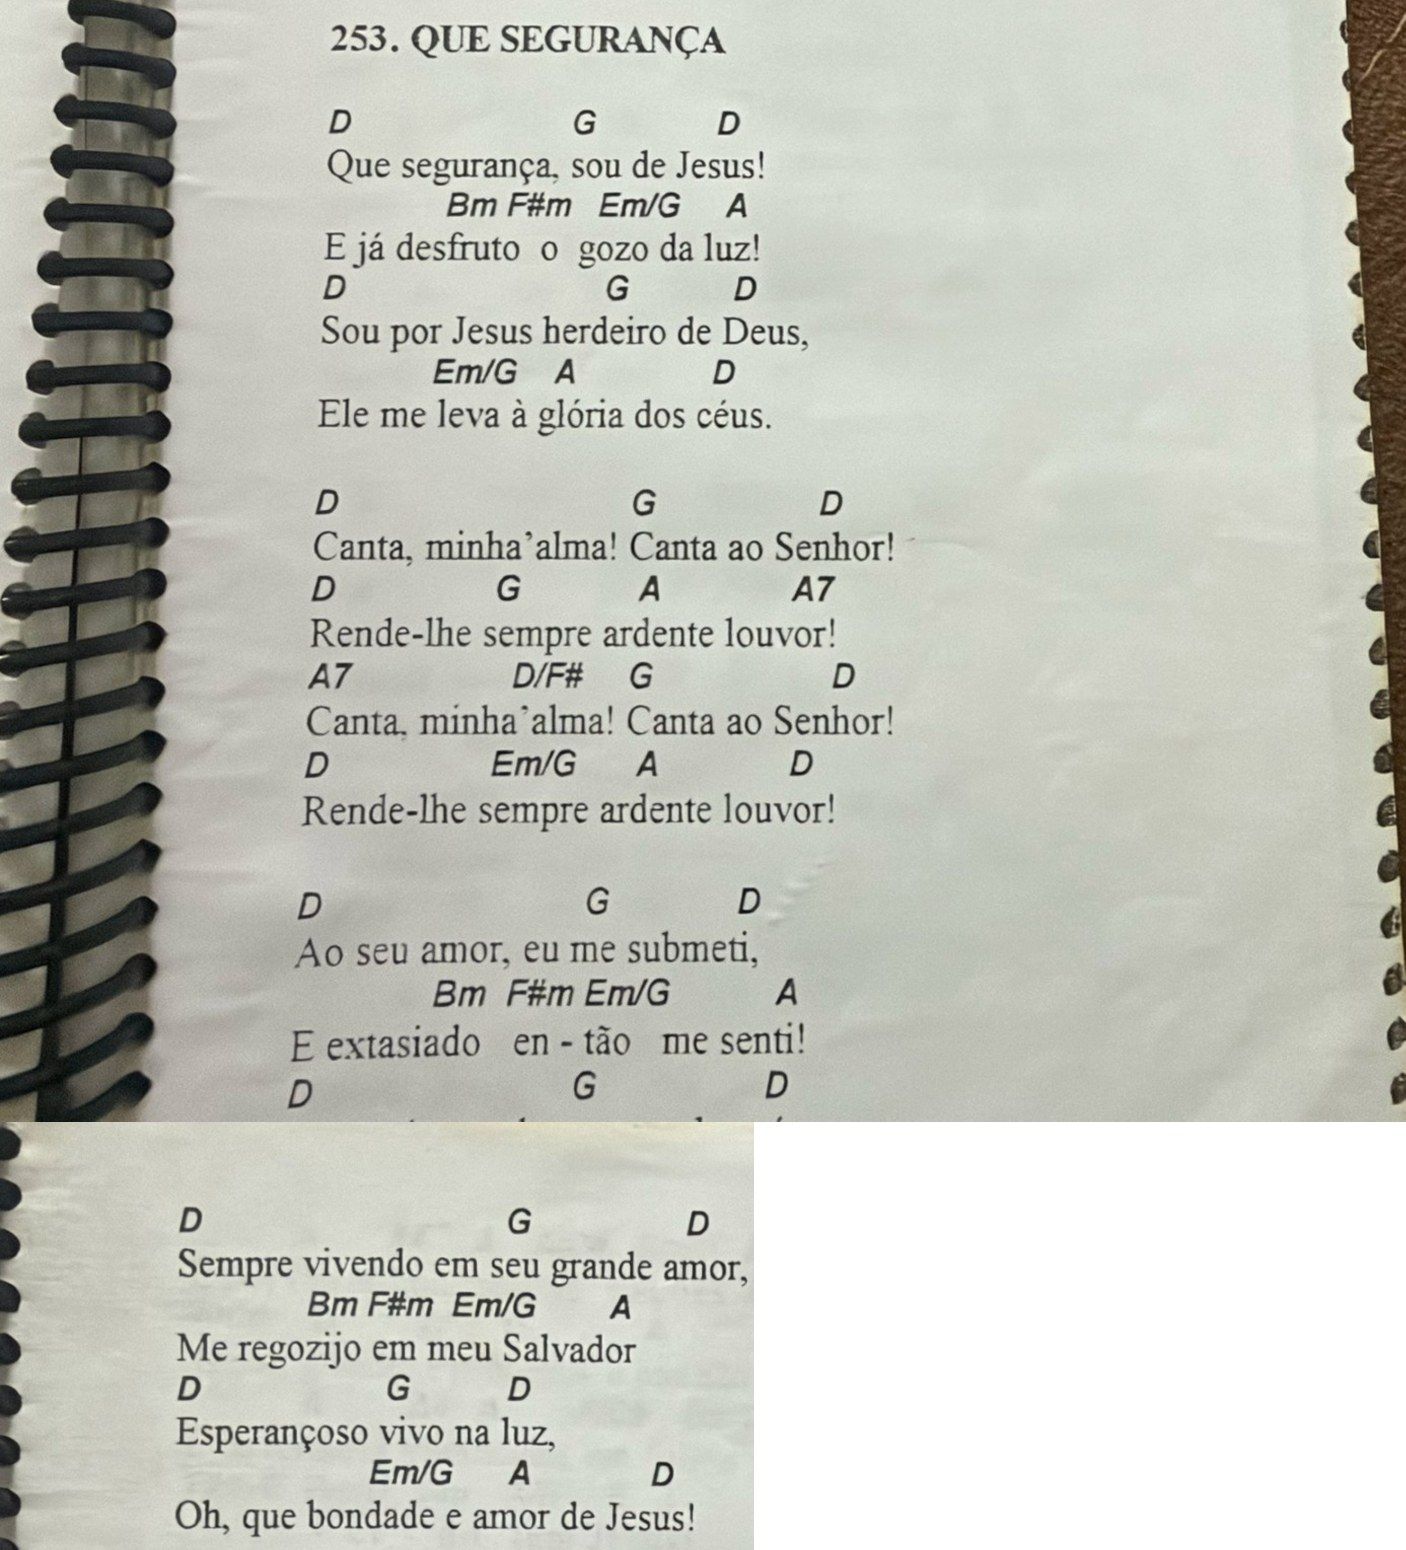 253. QUE SEGURANÇA
D G D
Que segurança, sou de Jesus!
Bm F#m Em/G A
E já desfruto o gozo da luz!
D G D
Sou por Jesus herdeiro de Deus,
Em/G A D
Ele me leva à glória dos céus.
D G D
Canta, minha’alma! Canta ao Senhor!
D G A A7
Rende-lhe sempre ardente louvor!
A7 D/F# G D
Canta, minha’alma! Canta ao Senhor!
D Em/G A D
Rende-lhe sempre ardente louvor!
D G D
Ao seu amor, eu me submeti,
Bm F#m Em/G A
E extasiado en - tão me senti!
D G D
D G D
Sempre vivendo em seu grande amor,
Bm F#m Em/G A
Me regozijo em meu Salvador
D G D
Esperançoso vivo na luz,
Em/G A D
Oh, que bondade e amor de Jesus!